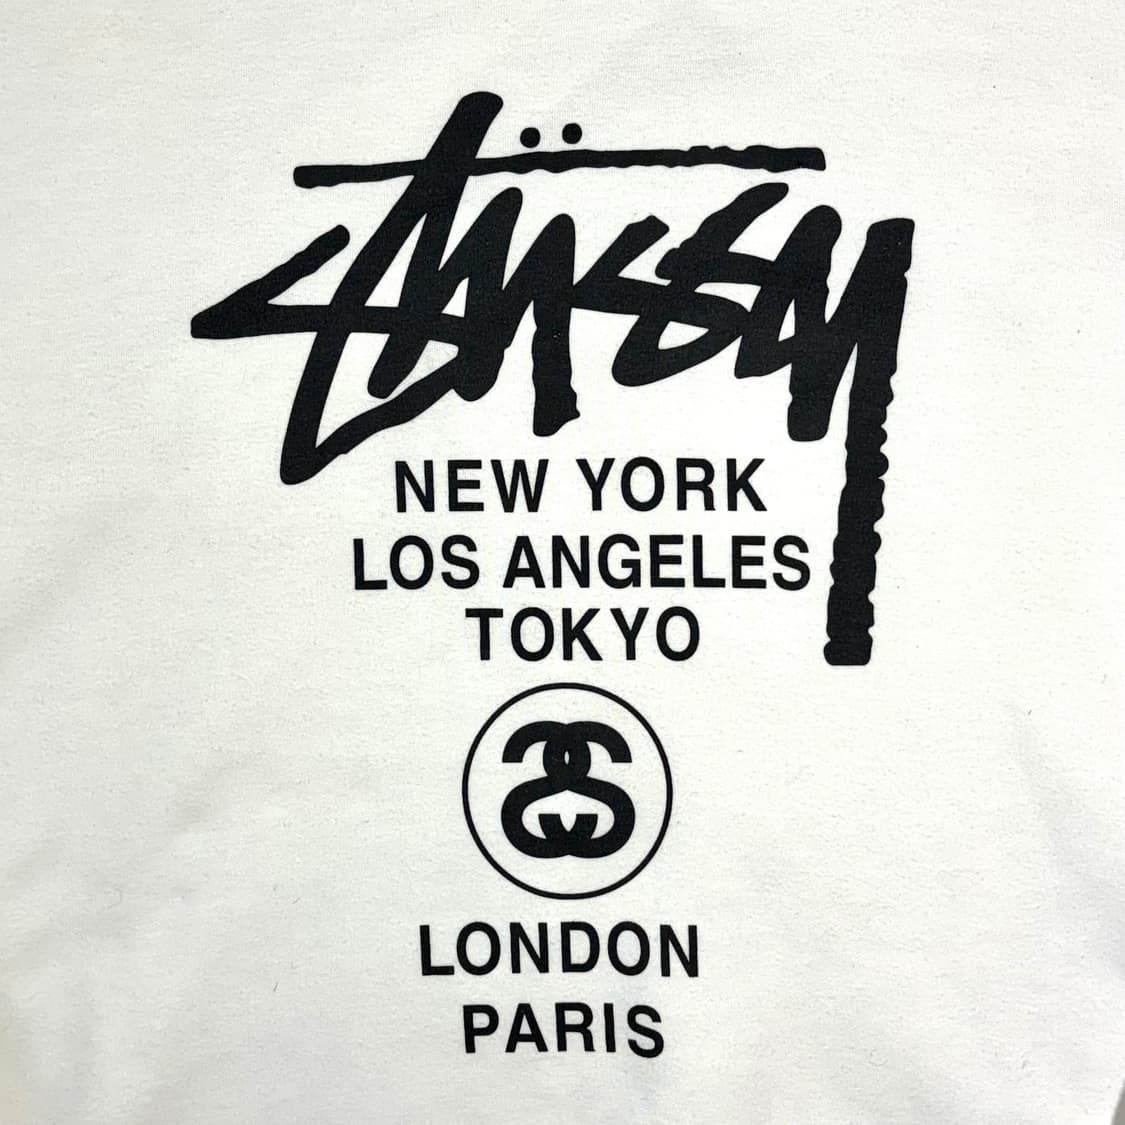 Stüssy
NEW YORK
LOS ANGELES
TOKYO
LONDON
PARIS